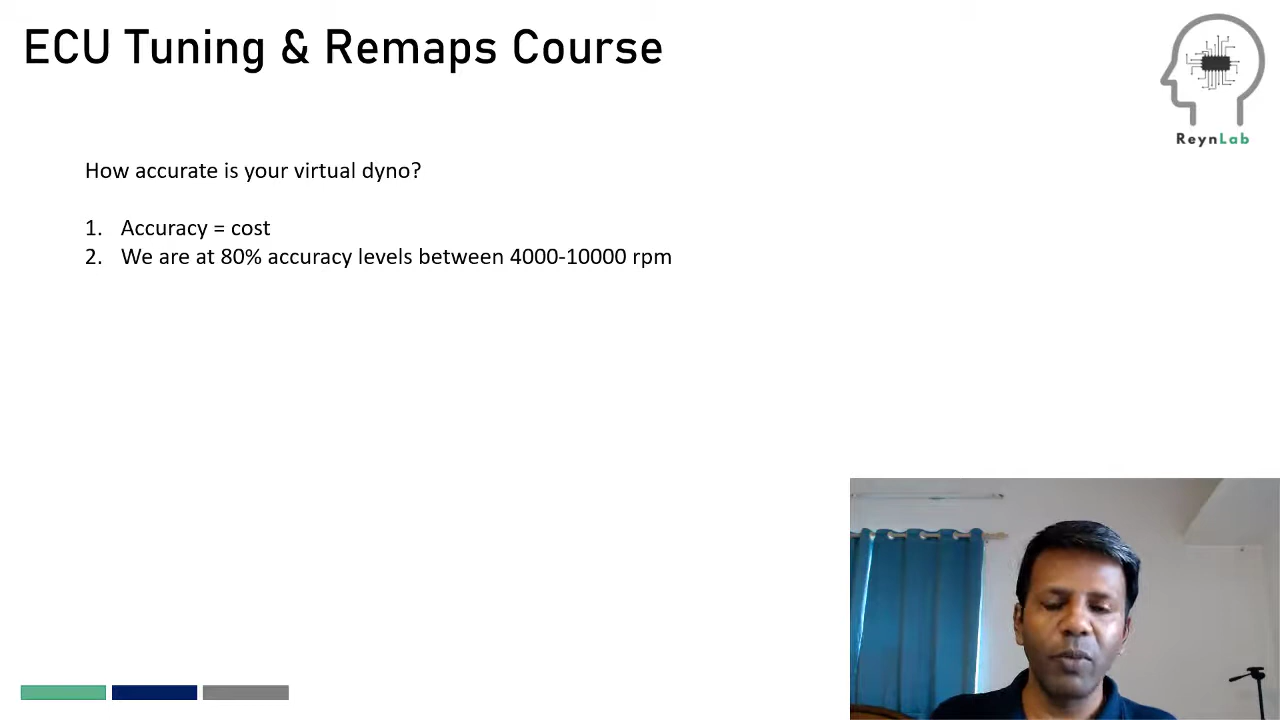 ECU Tuning & Remaps Course
ReynLab
How accurate is your virtual dyno?
1. Accuracy = cost
2. We are at 80% accuracy levels between 4000-10000 rpm